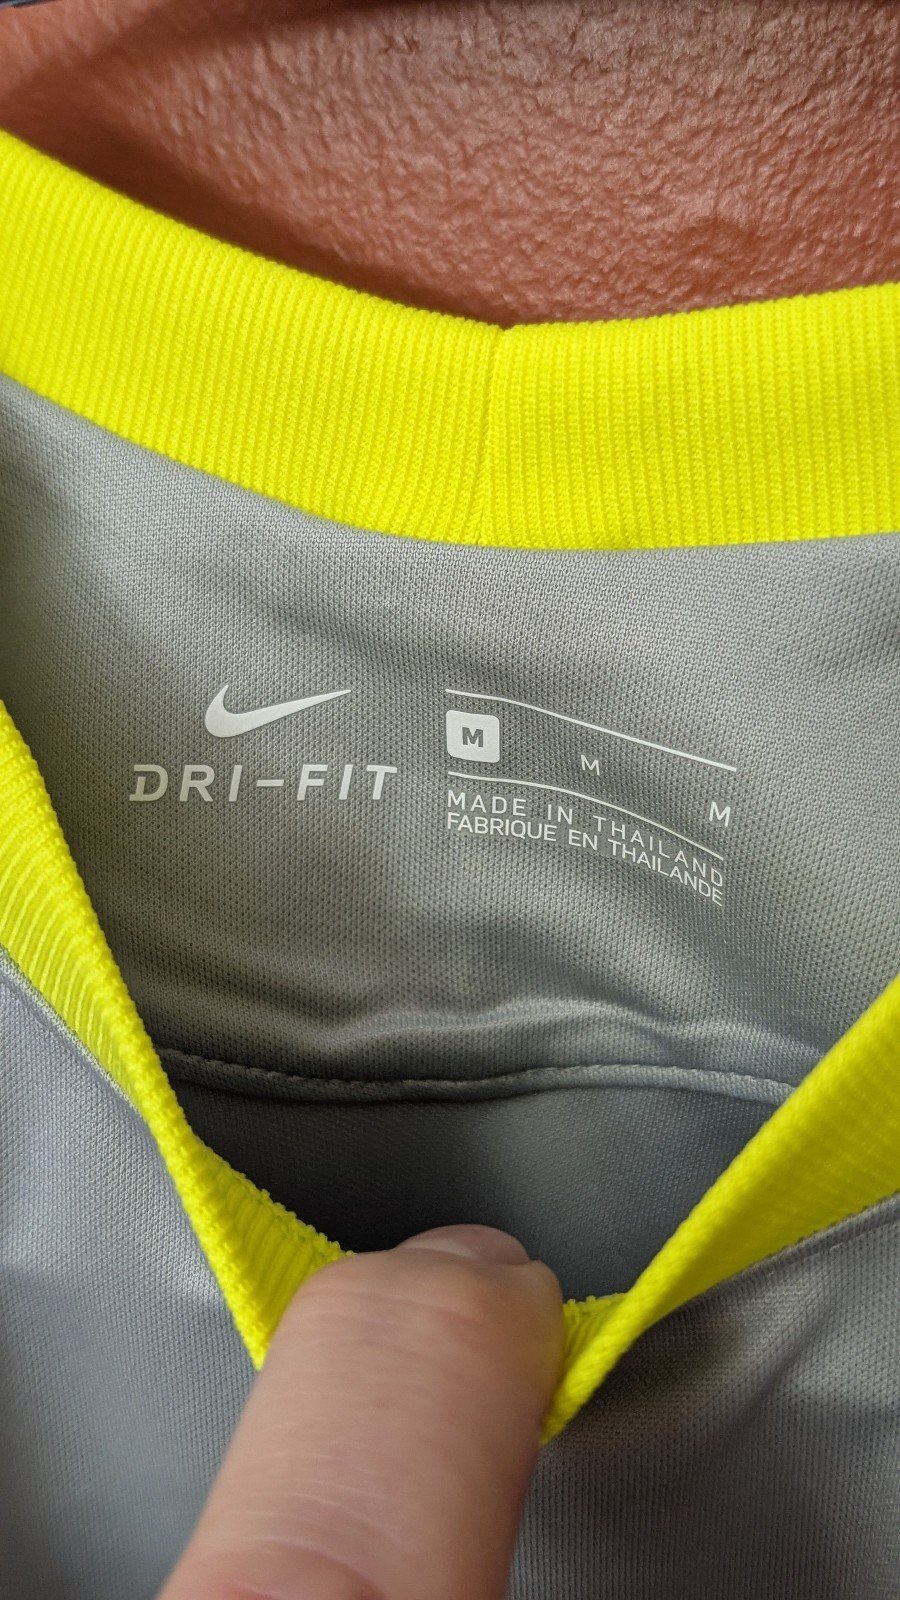 DRI-FIT
M M M
MADE IN THAILAND
FABRIQUE EN THAILANDE